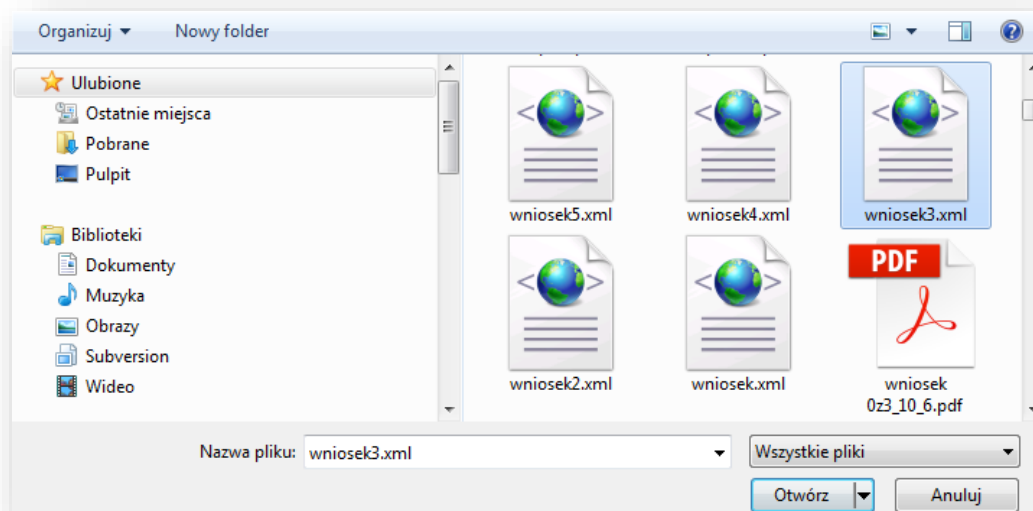 Organizuj Nowy folder
Ulubione
Ostatnie miejsca
Pobrane
Pulpit
Biblioteki
Dokumenty
Muzyka
Obrazy
Subversion
Wideo
wniosek5.xml wniosek4.xml wniosek3.xml
PDF
wniosek2.xml wniosek.xml wniosek
0z3_10_6.pdf
Nazwa pliku: wniosek3.xml Wszystkie pliki
Otwórz Anuluj